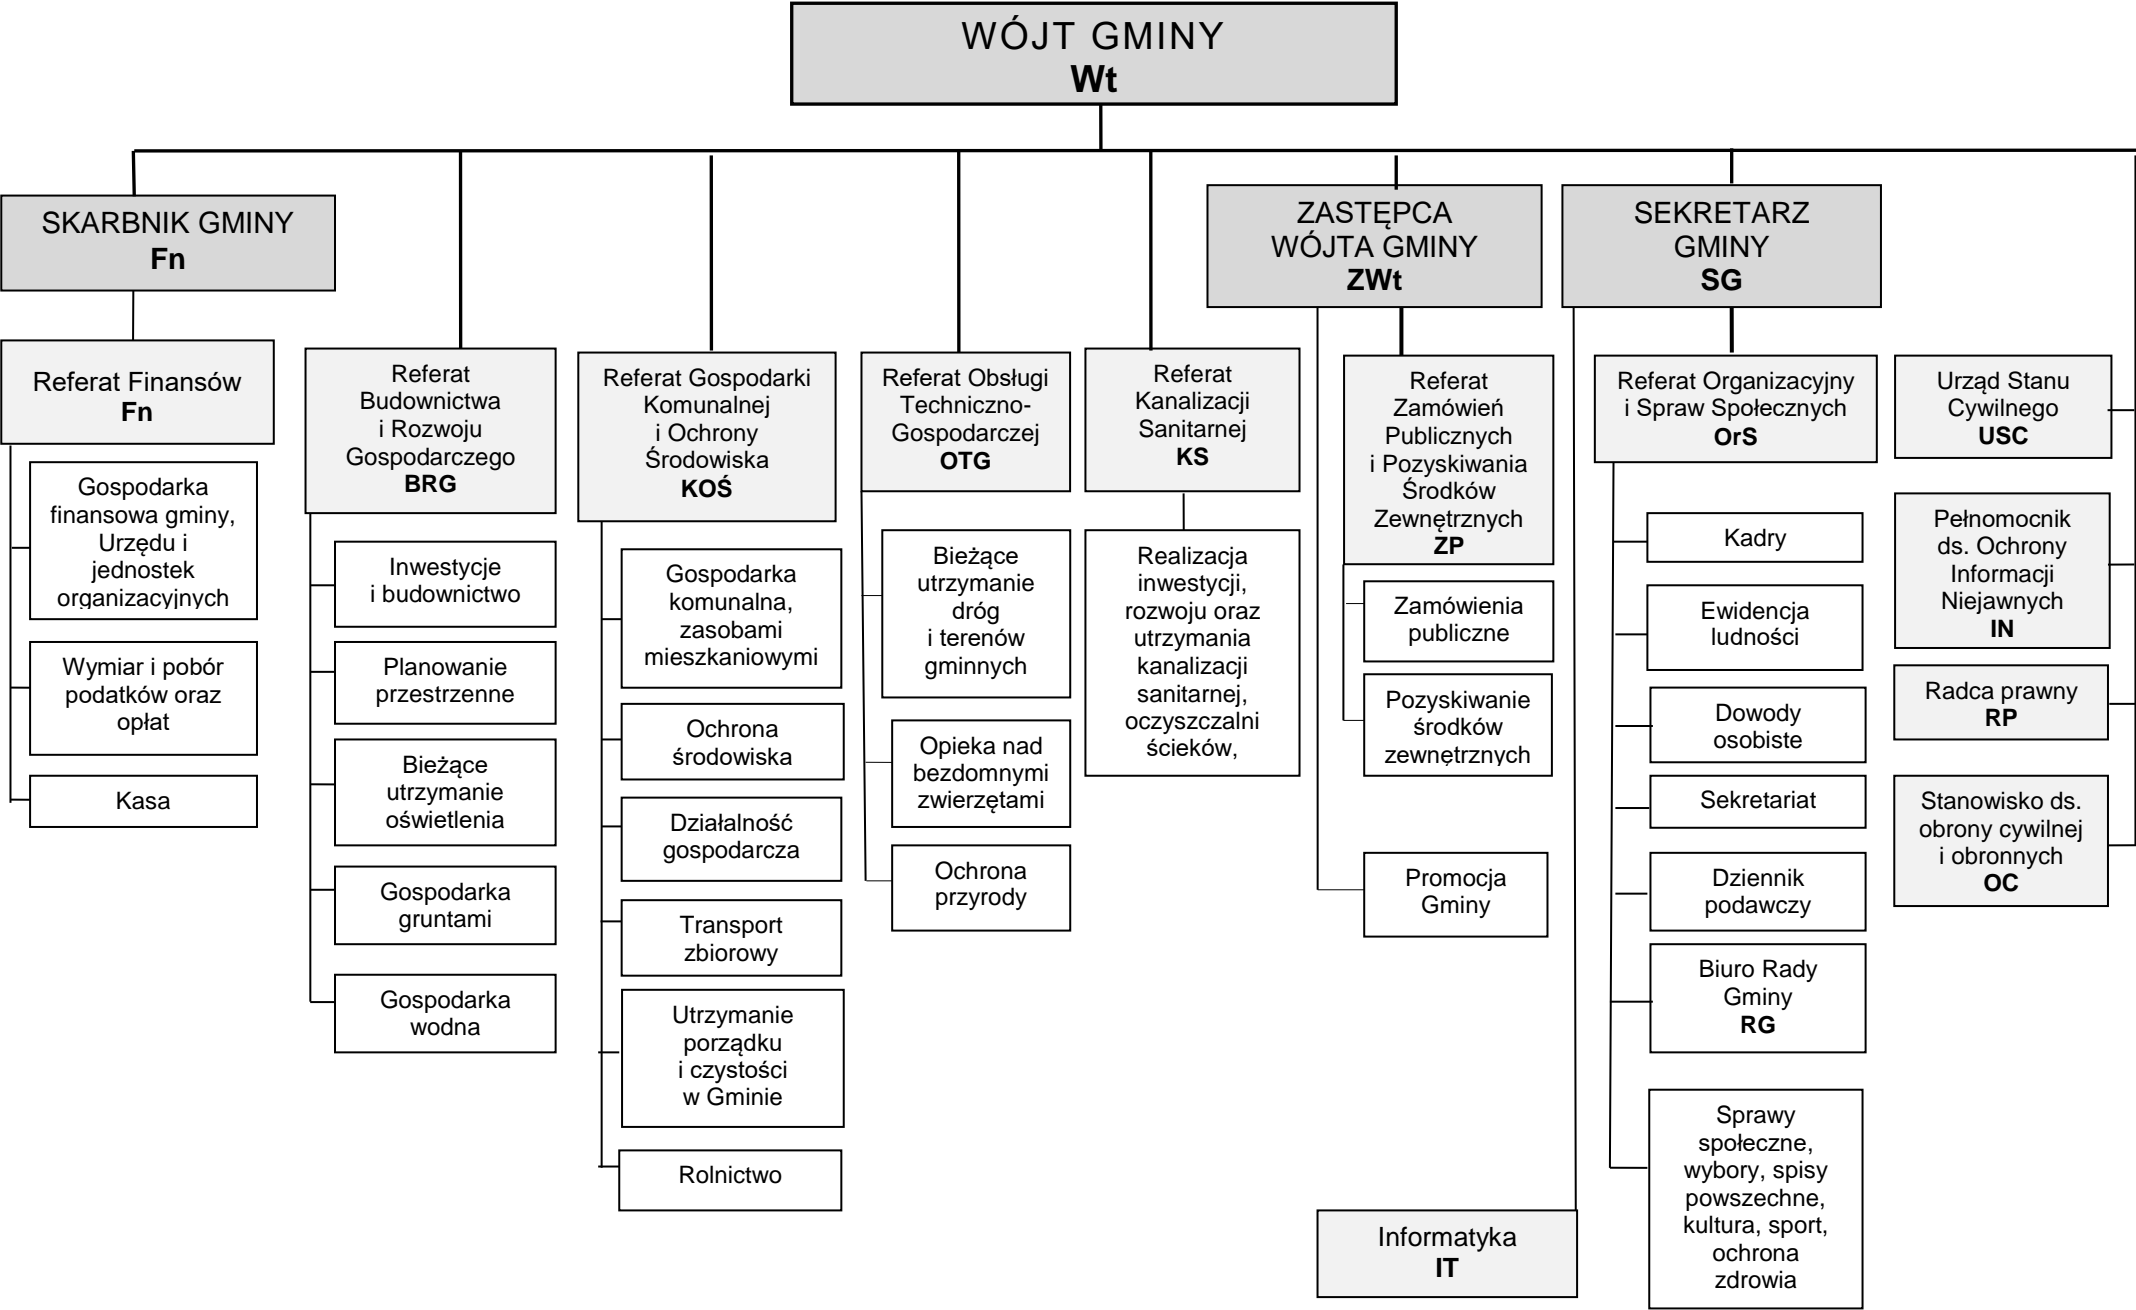 WÓJT GMINY
Wt
SKARBNIK GMINY
Fn
ZASTĘPCA
WÓJTA GMINY
ZWt
SEKRETARZ
GMINY
SG
Referat Finansów
Fn
Gospodarka
finansowa gminy,
Urzędu i
jednostek
organizacyjnych
Wymiar i pobór
podatków oraz
opłat
Kasa
Referat
Budownictwa
i Rozwoju
Gospodarczego
BRG
Inwestycje
i budownictwo
Planowanie
przestrzenne
Bieżące
utrzymanie
oświetlenia
Gospodarka
gruntami
Gospodarka
wodna
Referat Gospodarki
Komunalnej
i Ochrony
Środowiska
KOŚ
Gospodarka
komunalna,
zasobami
mieszkaniowymi
Ochrona
środowiska
Działalność
gospodarcza
Transport
zbiorowy
Utrzymanie
porządku
i czystości
w Gminie
Rolnictwo
Referat Obsługi
Techniczno-
Gospodarczej
OTG
Bieżące
utrzymanie
dróg
i terenów
gminnych
Opieka nad
bezdomnymi
zwierzętami
Ochrona
przyrody
Referat
Kanalizacji
Sanitarnej
KS
Realizacja
inwestycji,
rozwoju oraz
utrzymania
kanalizacji
sanitarnej,
oczyszczalni
ścieków,
Referat
Zamówień
Publicznych
i Pozyskiwania
Środków
Zewnętrznych
ZP
Zamówienia
publiczne
Pozyskiwanie
środków
zewnętrznych
Promocja
Gminy
Informatyka
IT
Referat Organizacyjny
i Spraw Społecznych
OrS
Kadry
Ewidencja
ludności
Dowody
osobiste
Sekretariat
Dziennik
podawczy
Biuro Rady
Gminy
RG
Sprawy
społeczne,
wybory, spisy
powszechne,
kultura, sport,
ochrona
zdrowia
Urząd Stanu
Cywilnego
USC
Pełnomocnik
ds. Ochrony
Informacji
Niejawnych
IN
Radca prawny
RP
Stanowisko ds.
obrony cywilnej
i obronnych
OC